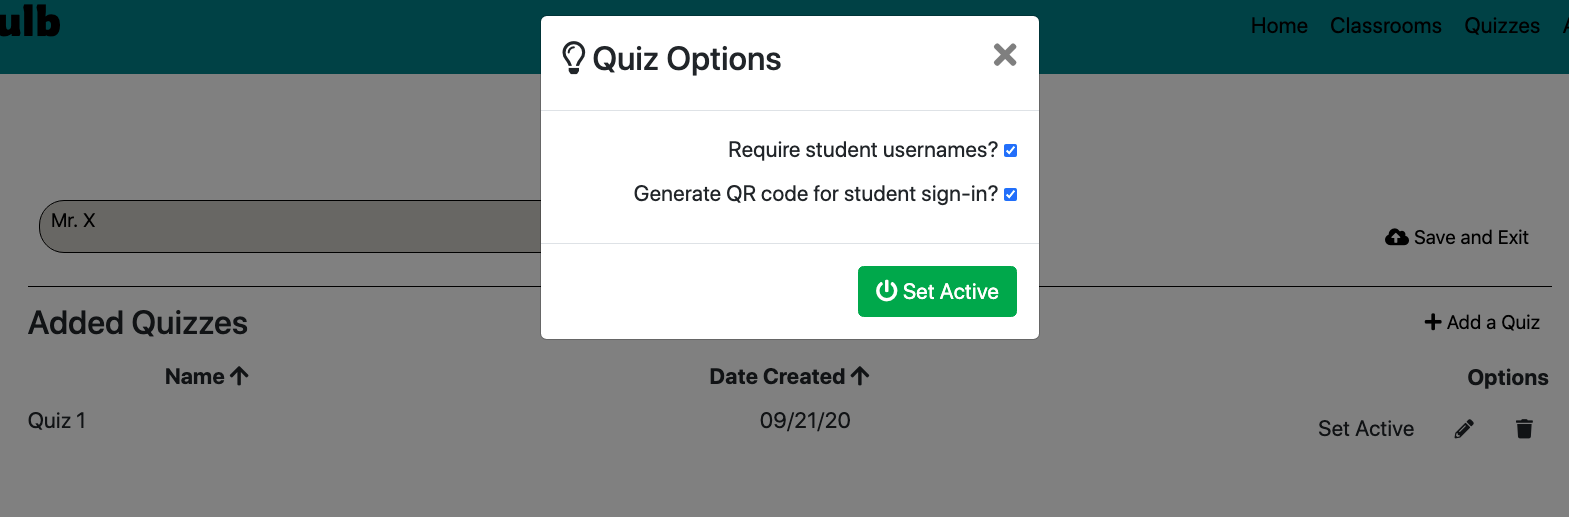 ulb
Home Classrooms Quizzes
Quiz Options
Require student usernames?
Generate QR code for student sign-in?
Set Active
Mr. X
Save and Exit
Added Quizzes
Add a Quiz
Name Date Created Options
Quiz 1 09/21/20 Set Active